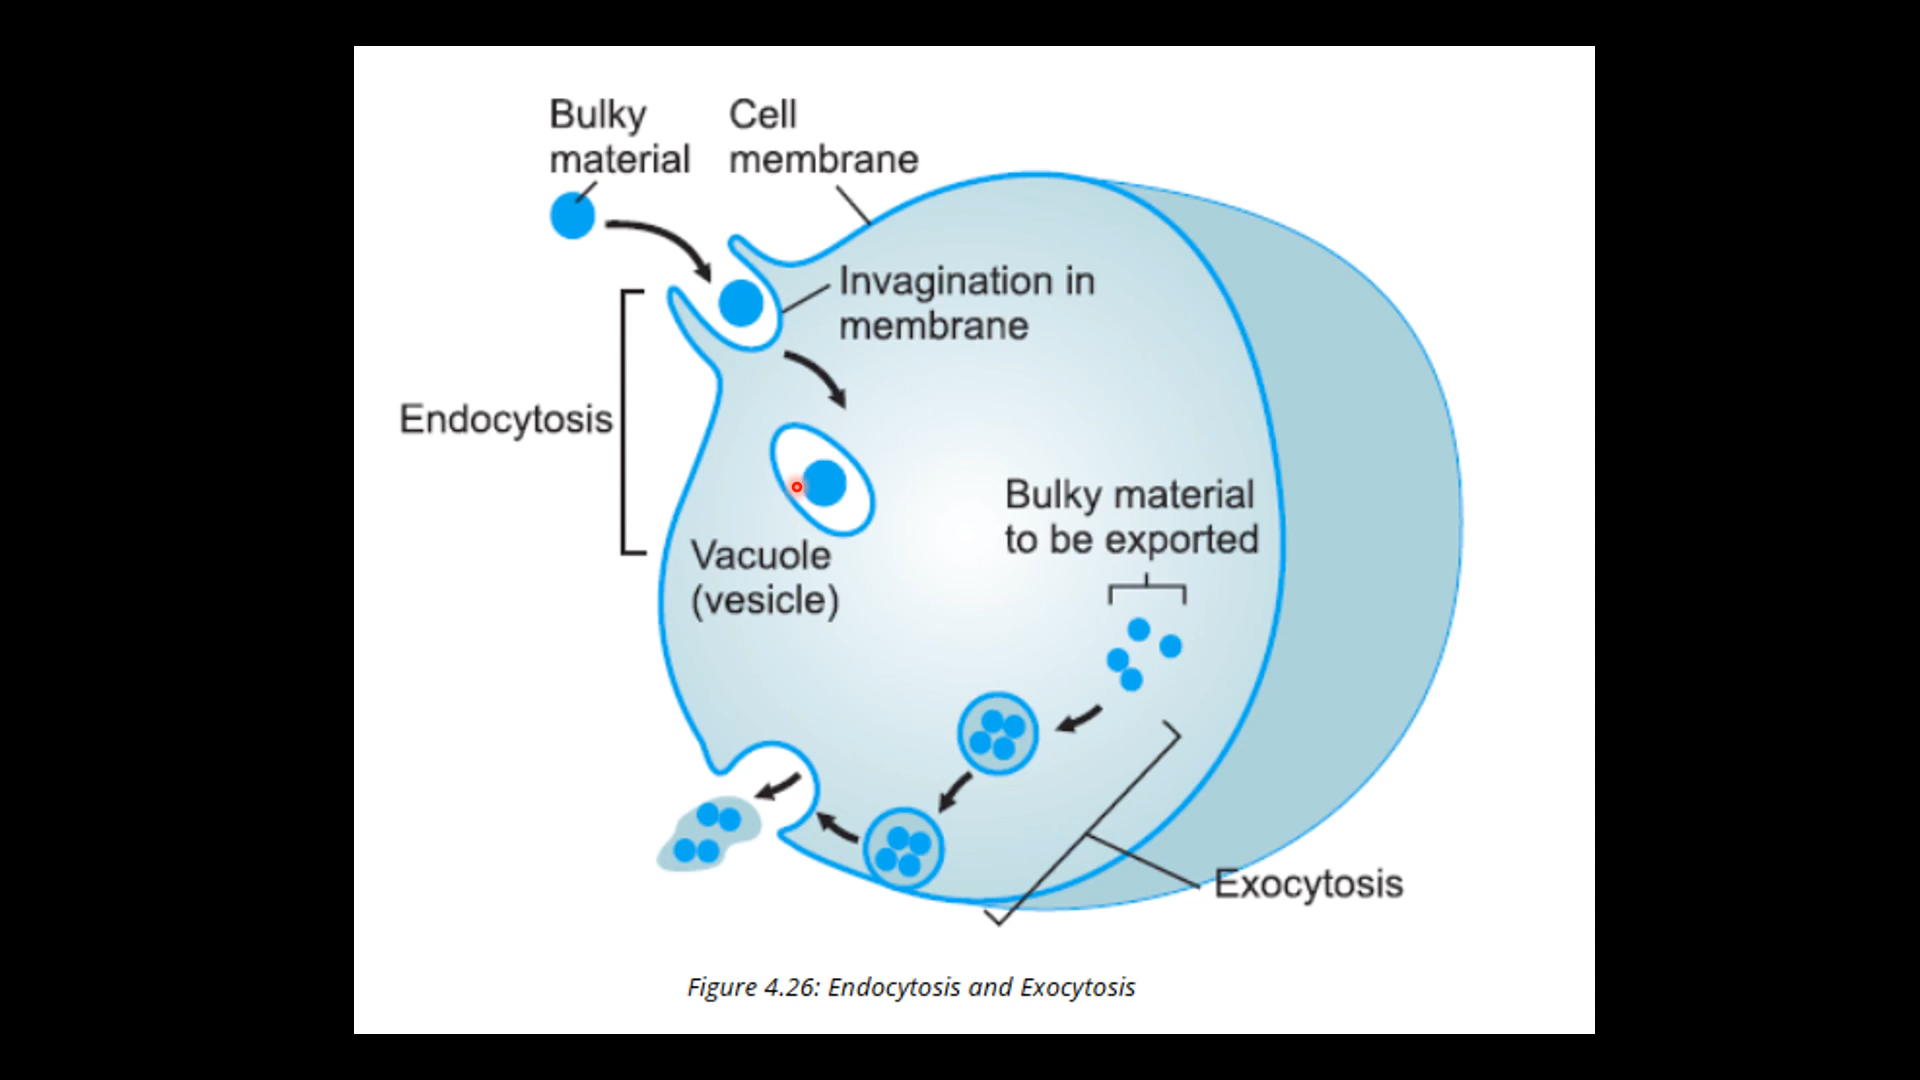 Bulky
material
Cell
membrane
Invagination in
membrane
Endocytosis
Bulky material
to be exported
Vacuole
(vesicle)
Exocytosis
Figure 4.26: Endocytosis and Exocytosis